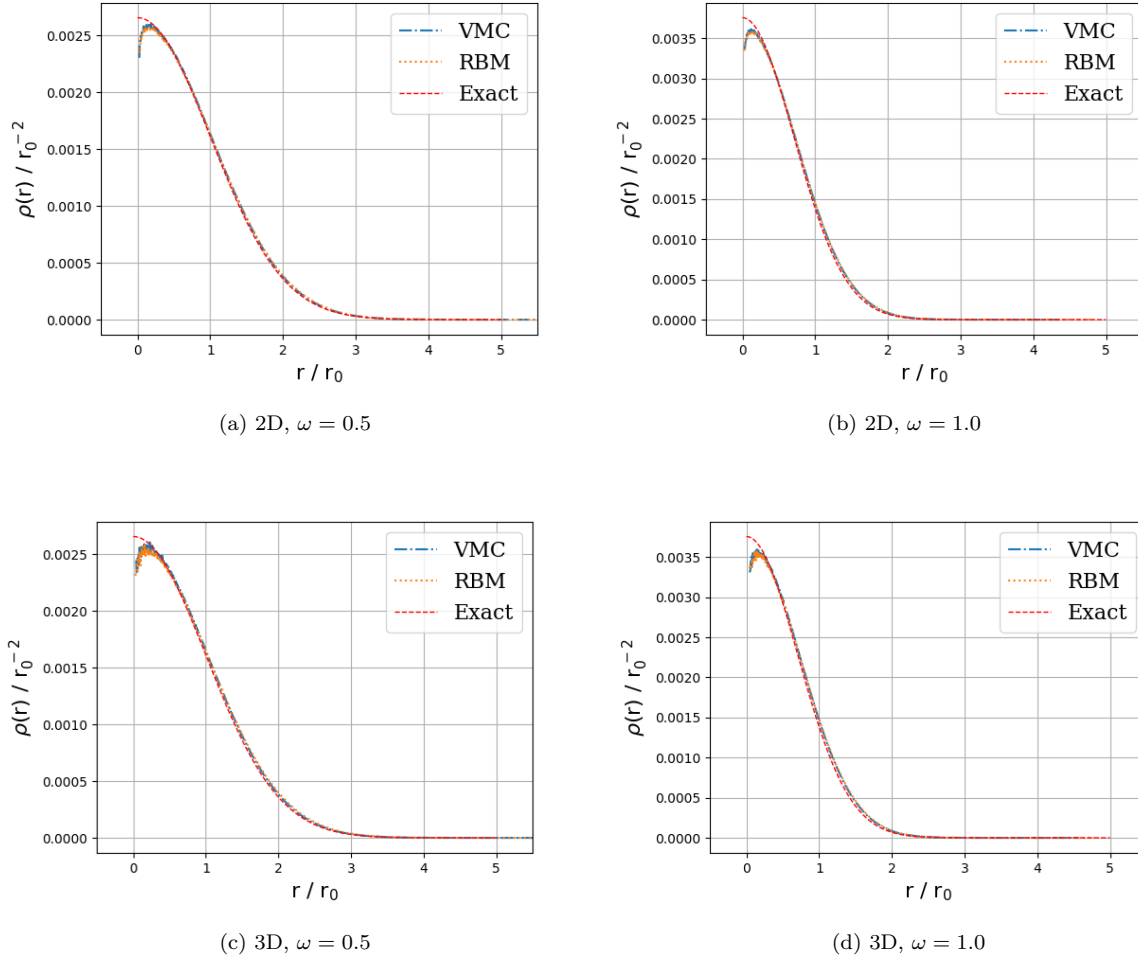 0.0025
0.0020
0.0015
0.0010
0.0005
0.0000
ρ(r) / r₀⁻²
0 1 2 3 4 5
r / r₀
VMC
RBM
Exact
(a) 2D, ω = 0.5
0.0035
0.0030
0.0025
0.0020
0.0015
0.0010
0.0005
0.0000
ρ(r) / r₀⁻²
0 1 2 3 4 5
r / r₀
VMC
RBM
Exact
(b) 2D, ω = 1.0
0.0025
0.0020
0.0015
0.0010
0.0005
0.0000
ρ(r) / r₀⁻²
0 1 2 3 4 5
r / r₀
VMC
RBM
Exact
(c) 3D, ω = 0.5
0.0035
0.0030
0.0025
0.0020
0.0015
0.0010
0.0005
0.0000
ρ(r) / r₀⁻²
0 1 2 3 4 5
r / r₀
VMC
RBM
Exact
(d) 3D, ω = 1.0